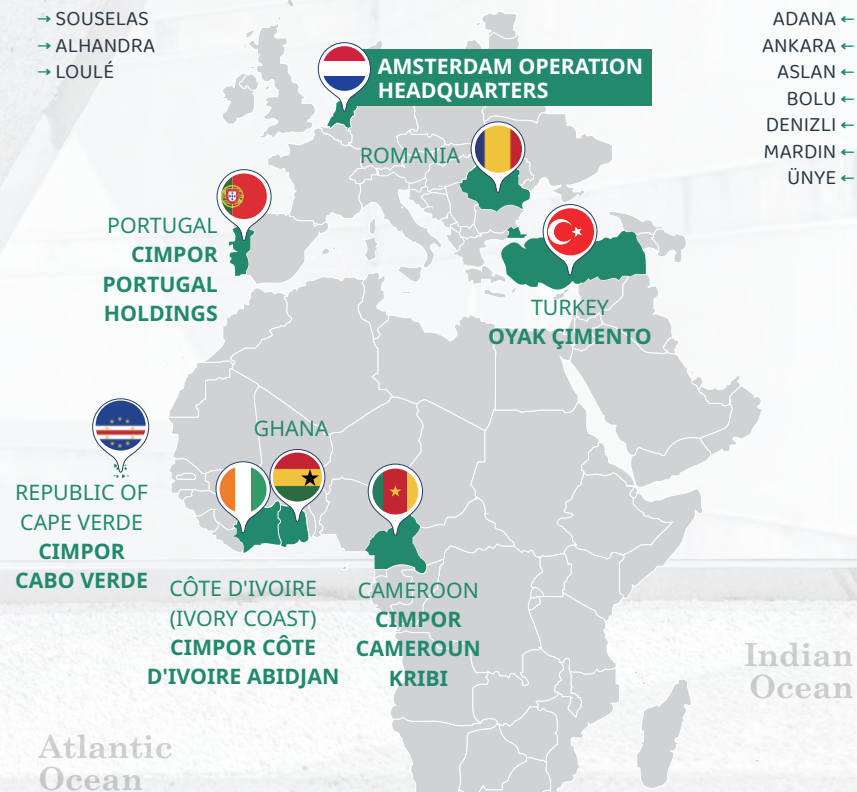 → SOUSELAS
→ ALHANDRA
→ LOULÉ
ADANA ←
ANKARA ←
ASLAN ←
BOLU ←
DENIZLI ←
MARDIN ←
ÜNYE ←
AMSTERDAM OPERATION
HEADQUARTERS
ROMANIA
PORTUGAL
CIMPOR
PORTUGAL
HOLDINGS
TURKEY
OYAK ÇIMENTO
GHANA
REPUBLIC OF
CAPE VERDE
CIMPOR
CABO VERDE
CÔTE D'IVOIRE
(IVORY COAST)
CIMPOR CÔTE
D'IVOIRE ABIDJAN
CAMEROON
CIMPOR
CAMEROUN
KRIBI
Indian
Ocean
Atlantic
Ocean